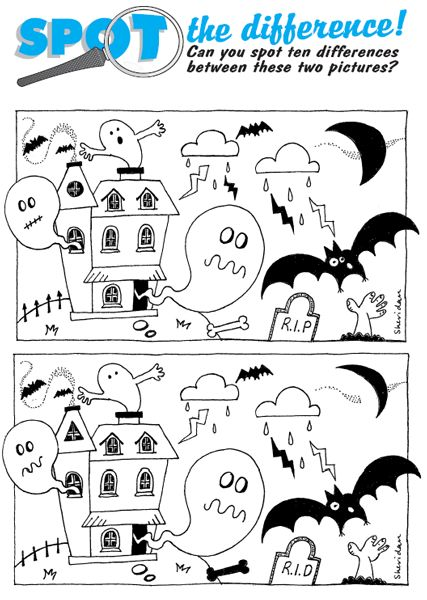 SPOT the difference!
Can you spot ten differences
between these two pictures?
R.I.P
Sheridan
R.I.D
Sheridan